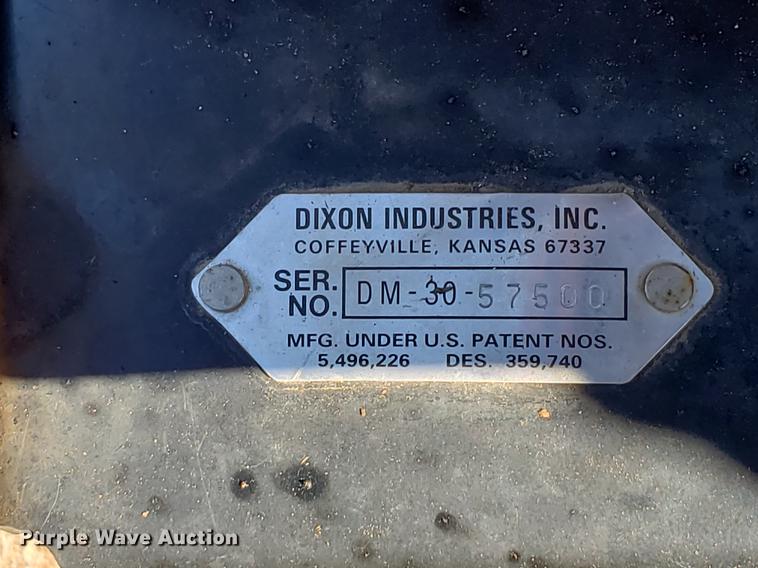 DIXON INDUSTRIES, INC.
COFFEYVILLE, KANSAS 67337
SER. NO. DM-30-57500
MFG. UNDER U.S. PATENT NOS.
5,496,226 DES. 359,740
Purple Wave Auction